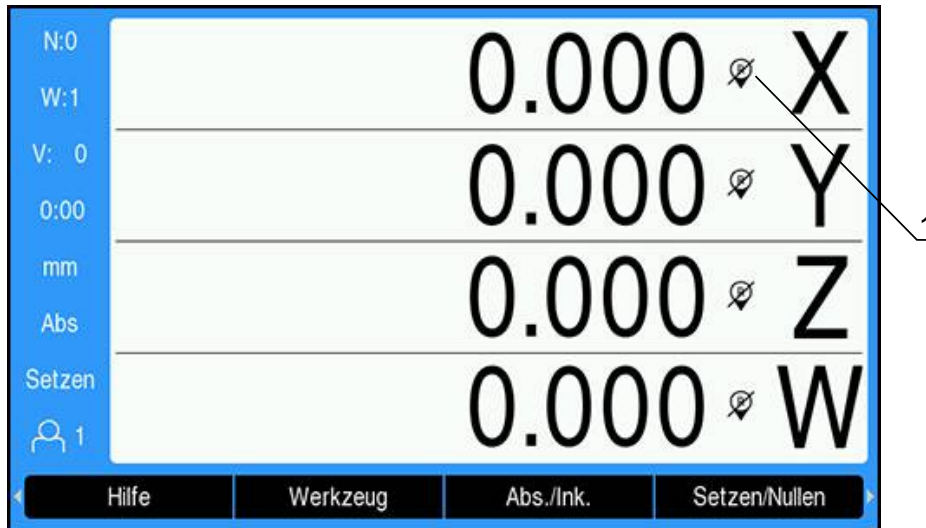 N:0
W:1
V: 0
0:00
mm
Abs
Setzen
1
0.000 X
0.000 Y
0.000 Z
0.000 W
Hilfe Werkzeug Abs./Ink. Setzen/Nullen
1